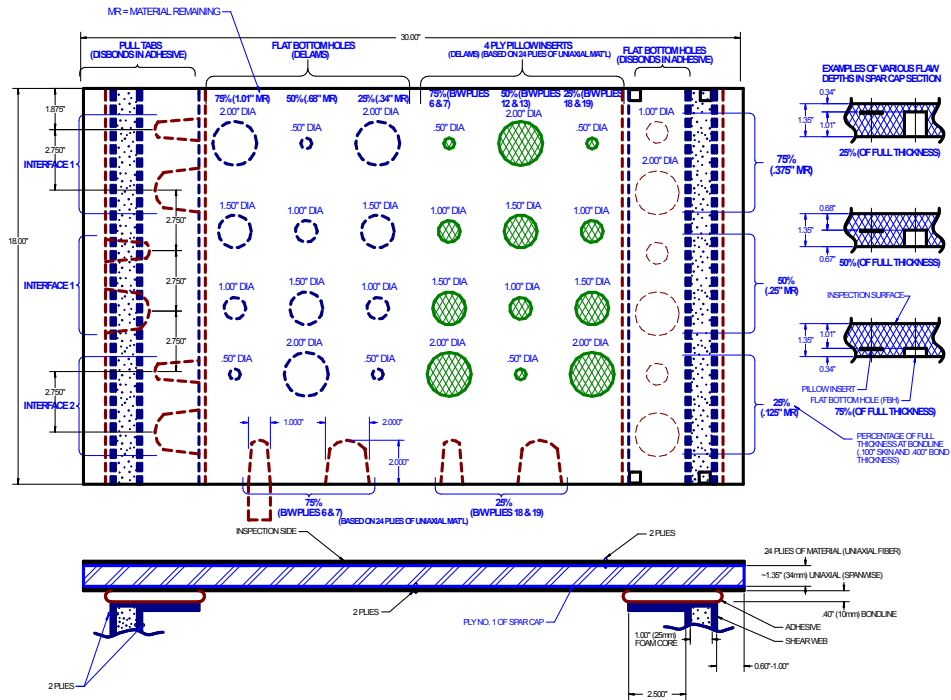 MR = MATERIAL REMAINING
30.00"
PULL TABS
(DISBONDS IN ADHESIVE)
FLAT BOTTOM HOLES
(DELAMS)
4 PLY PILLOW INSERTS
(DELAMS) (BASED ON 24 PLIES OF UNIAXIAL MAT'L)
FLAT BOTTOM HOLES
(DISBONDS IN ADHESIVE)
EXAMPLES OF VARIOUS FLAW
DEPTHS IN SPAR CAP SECTION
75% (1.01" MR)
50% (.68" MR)
25% (.34" MR)
75% (B/W PLIES
6 & 7)
50% (B/W PLIES
12 & 13)
25% (B/W PLIES
18 & 19)
2.00" DIA
.50" DIA
2.00" DIA
.50" DIA
2.00" DIA
.50" DIA
1.00" DIA
2.00" DIA
1.50" DIA
1.00" DIA
1.50" DIA
1.00" DIA
1.50" DIA
1.00" DIA
1.00" DIA
1.50" DIA
1.00" DIA
1.50" DIA
1.00" DIA
1.50" DIA
.50" DIA
2.00" DIA
.50" DIA
2.00" DIA
.50" DIA
2.00" DIA
1.875"
2.750"
INTERFACE 1
18.00"
2.750"
INTERFACE 1
2.750"
2.750"
INTERFACE 2
2.750"
75%
(.375" MR)
50%
(.25" MR)
25%
(.125" MR)
0.34"
1.35"
1.01"
25% (OF FULL THICKNESS)
0.68"
1.35"
0.67"
50% (OF FULL THICKNESS)
INSPECTION SURFACE
1.01"
1.35"
0.34"
PILLOW INSERT
FLAT BOTTOM HOLE (FBH)
75% (OF FULL THICKNESS)
PERCENTAGE OF FULL
THICKNESS AT BONDLINE
(.100" SKIN AND .400" BOND
THICKNESS)
1.000"
2.000"
2.000"
75%
(B/W PLIES 6 & 7)
(BASED ON 24 PLIES OF UNIAXIAL MAT'L)
25%
(B/W PLIES 18 & 19)
INSPECTION SIDE
2 PLIES
24 PLIES OF MATERIAL (UNIAXIAL FIBER)
~1.35" (34mm) UNIAXIAL (SPANWISE)
2 PLIES
PLY NO. 1 OF SPAR CAP
.40" (10mm) BONDLINE
ADHESIVE
SHEAR WEB
1.00" (25mm)
FOAM CORE
0.60"-1.00"
2 PLIES
2.500"